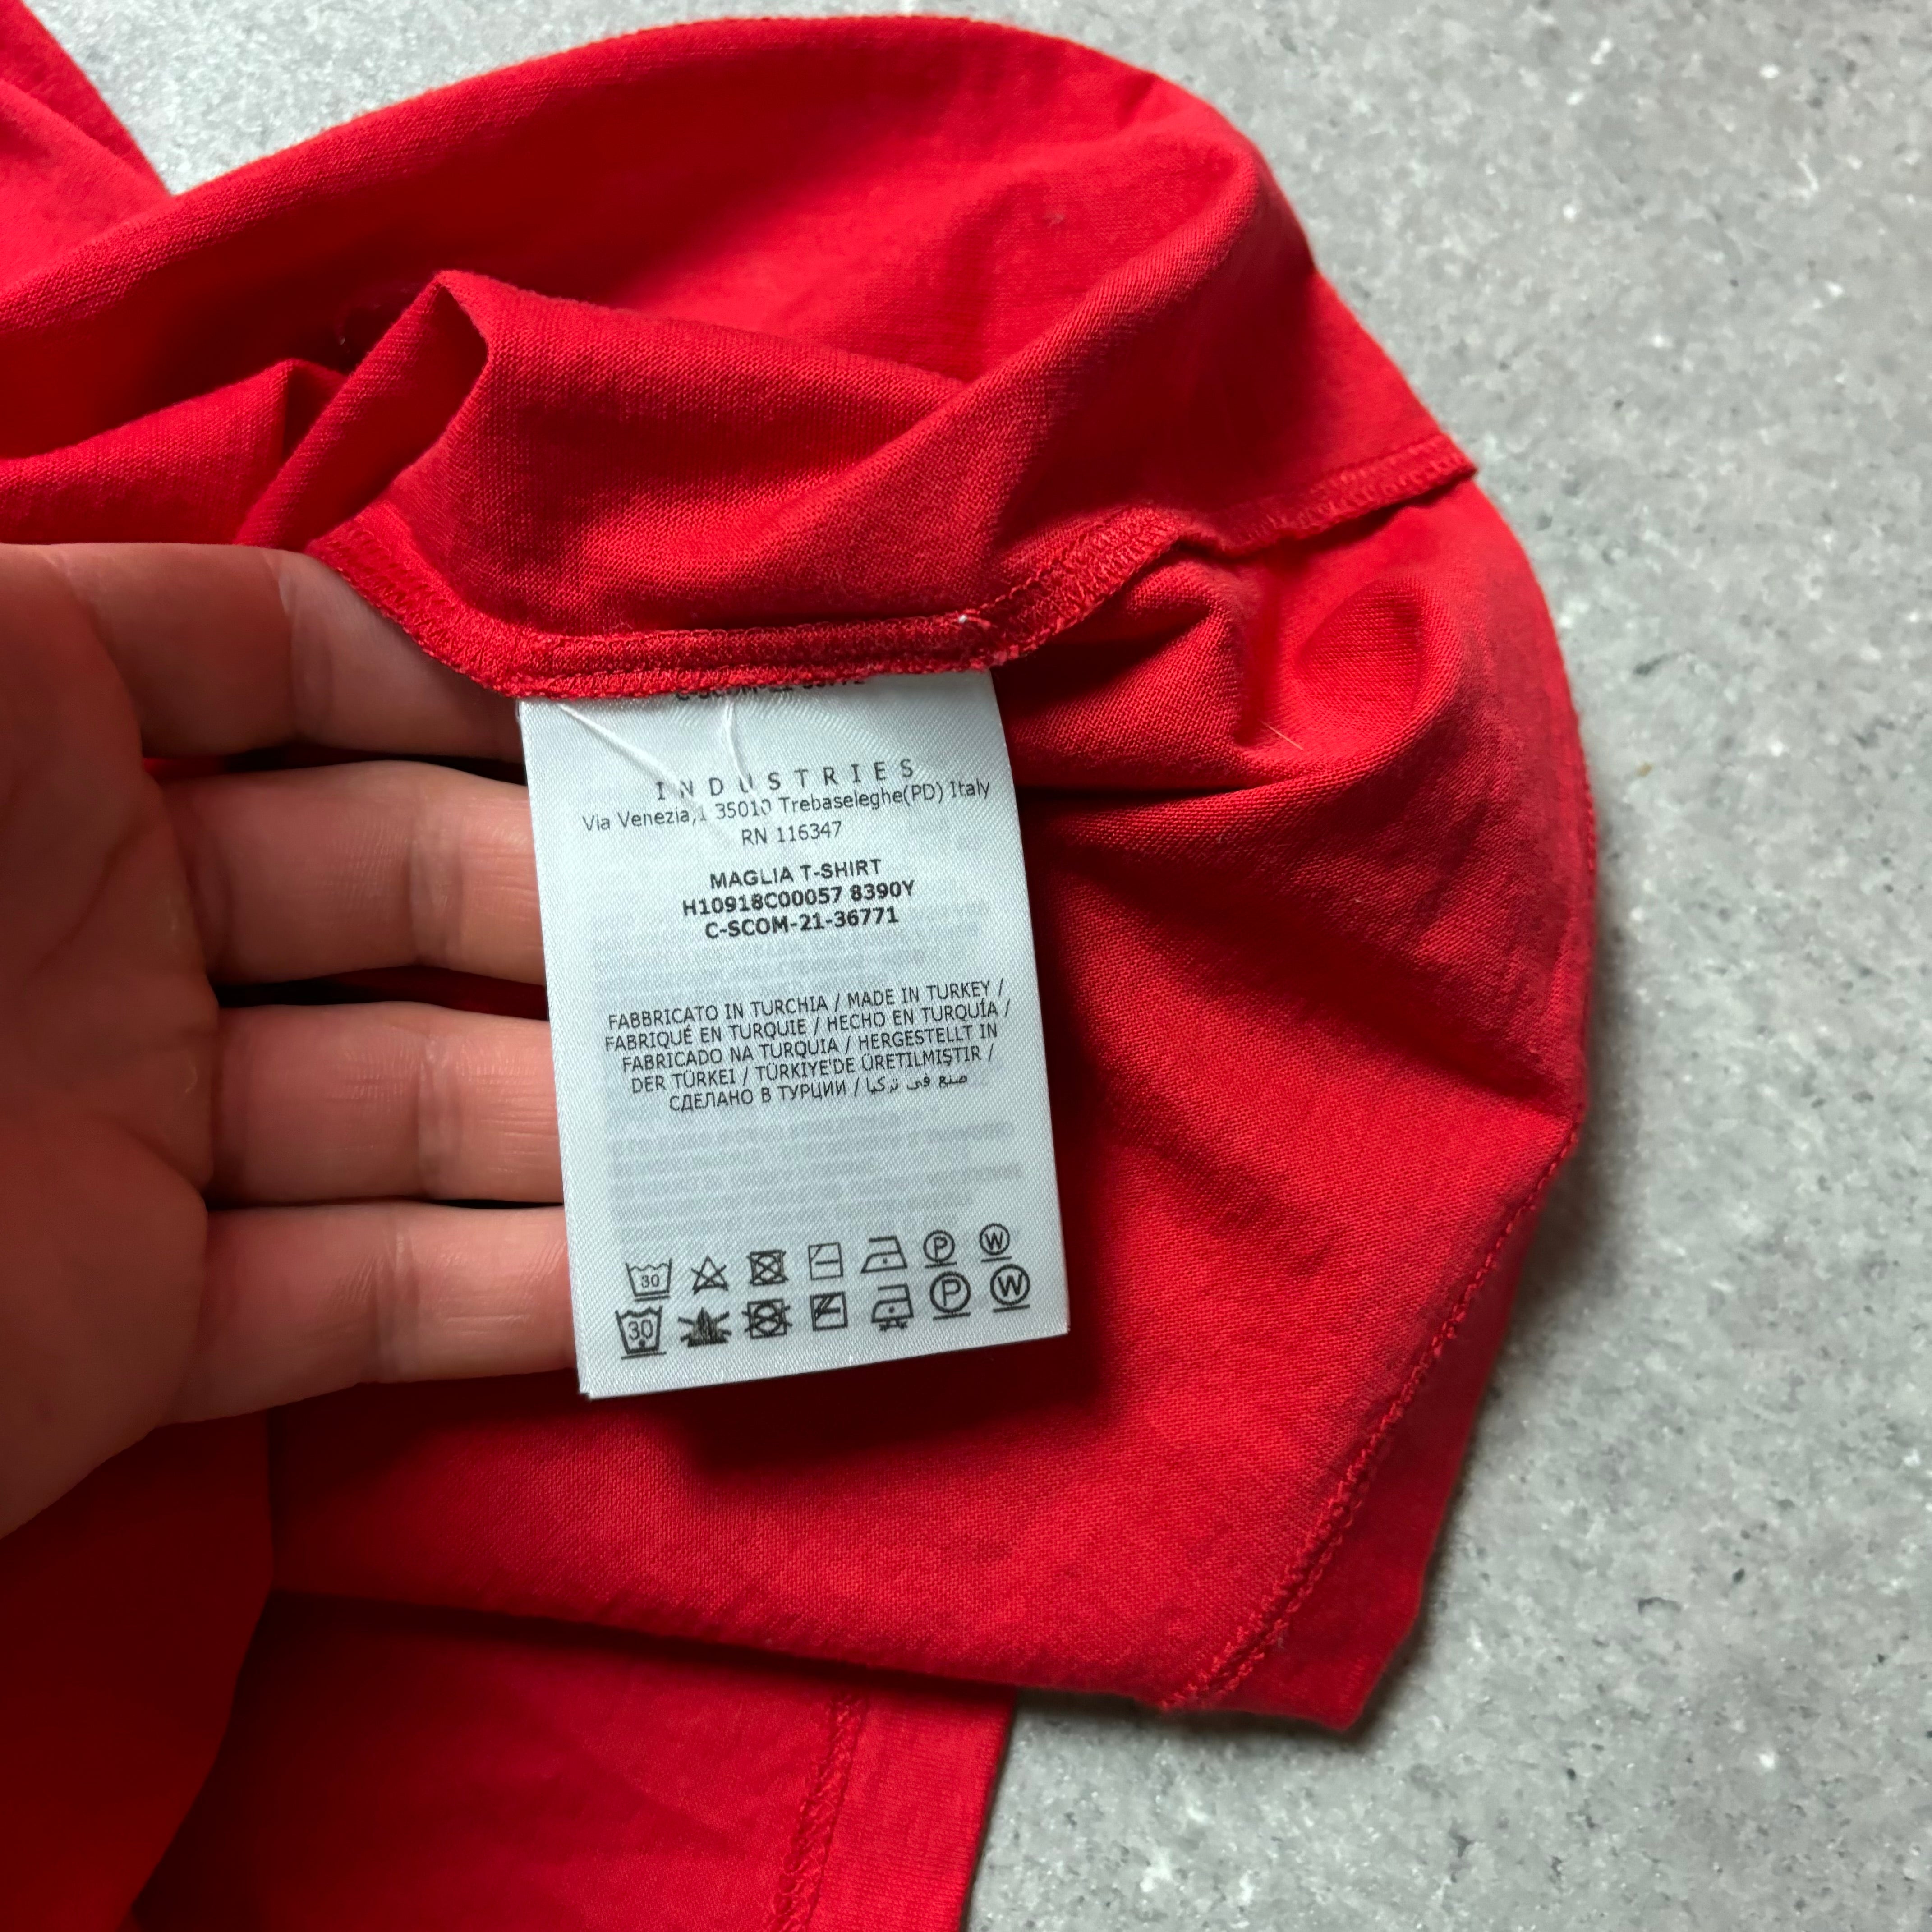 INDUSTRIES
Via Venezia,1 35010 Trebaseleghe(PD) Italy
RN 116347
MAGLIA T-SHIRT
H10918C00057 8390Y
C-SCOM-21-36771
FABBRICATO IN TURCHIA / MADE IN TURKEY /
FABRIQUÉ EN TURQUIE / HECHO EN TURQUÍA /
FABRICADO NA TURQUIA / HERGESTELLT IN
DER TÜRKEI / TÜRKIYE'DE ÜRETILMIŞTIR /
СДЕЛАНО В ТУРЦИИ / صنع في تركيا
30 P W
30 P W